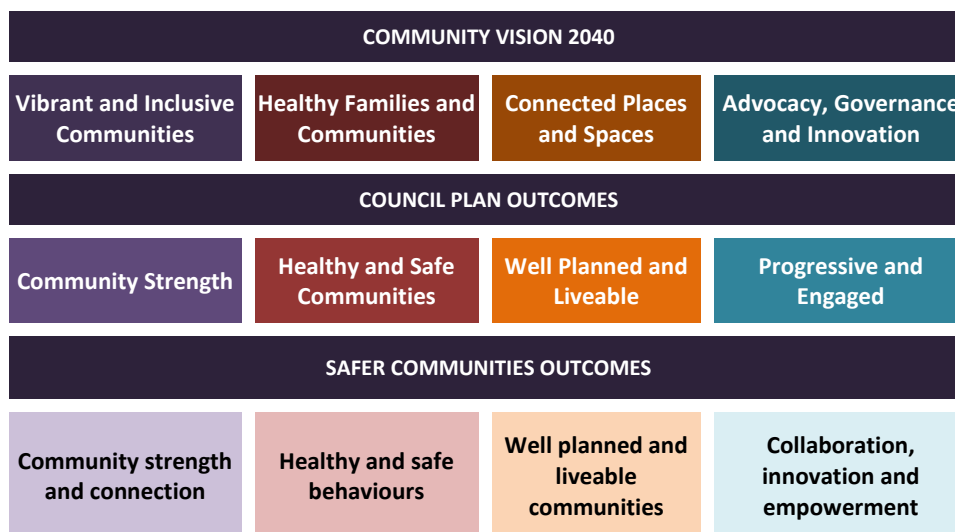 COMMUNITY VISION 2040
Vibrant and Inclusive
Communities
Healthy Families and
Communities
Connected Places
and Spaces
Advocacy, Governance
and Innovation
COUNCIL PLAN OUTCOMES
Community Strength
Healthy and Safe
Communities
Well Planned and
Liveable
Progressive and
Engaged
SAFER COMMUNITIES OUTCOMES
Community strength
and connection
Healthy and safe
behaviours
Well planned and
liveable
communities
Collaboration,
innovation and
empowerment